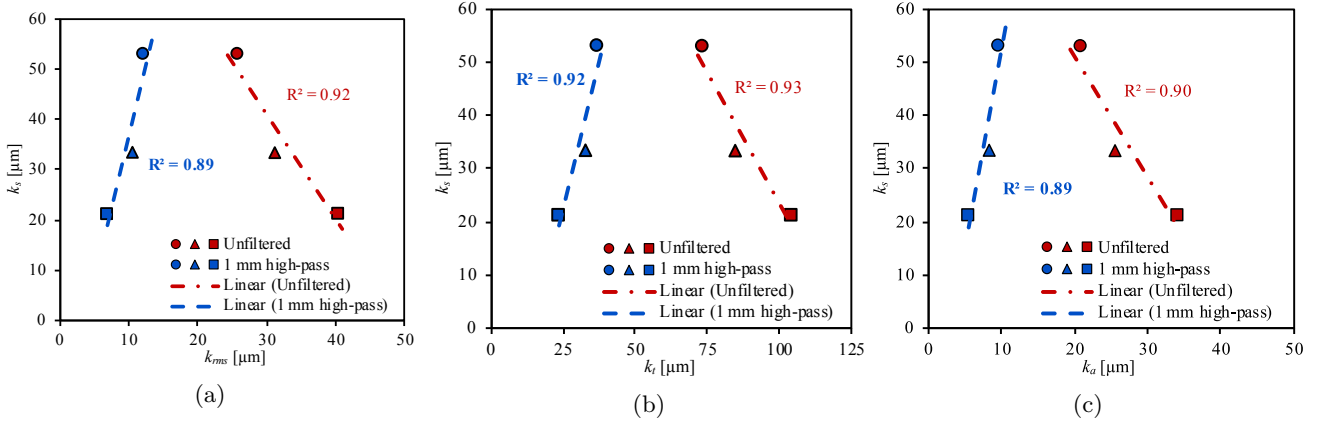 60
50
40
30
20
10
0
kₛ [µm]
R² = 0.92
R² = 0.89
Unfiltered
1 mm high-pass
Linear (Unfiltered)
Linear (1 mm high-pass)
0 10 20 30 40 50
k_rms [µm]
(a)
60
50
40
30
20
10
0
kₛ [µm]
R² = 0.92
R² = 0.93
Unfiltered
1 mm high-pass
Linear (Unfiltered)
Linear (1 mm high-pass)
0 25 50 75 100 125
kₜ [µm]
(b)
60
50
40
30
20
10
0
kₛ [µm]
R² = 0.90
R² = 0.89
Unfiltered
1 mm high-pass
Linear (Unfiltered)
Linear (1 mm high-pass)
0 10 20 30 40 50
kₐ [µm]
(c)